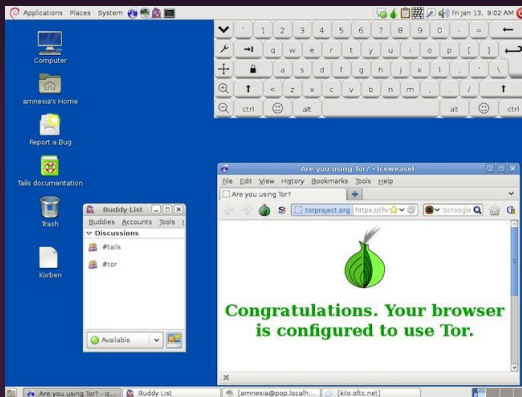 Applications Places System Fri Jan 13, 9:02 AM
Computer
amnesia's Home
Report a Bug
Tails documentation
Trash
Korben
1 2 3 4 5 6 7 8 9 0 - = ←
q w e r t y u i o p [ ]
a s d f g h j k l ; ' \
< z x c v b n m , . /
ctrl alt alt ctrl
Buddy List
Buddies Accounts Tools
Discussions
#tails
#tor
Available
Are you using Tor? - Iceweasel
File Edit View History Bookmarks Tools Help
Are you using Tor?
torproject.org Scroogle
Congratulations. Your browser
is configured to use Tor.
Are you using Tor? - Ic... Buddy List [amnesia@pop.localh... [kilo.oftc.net]